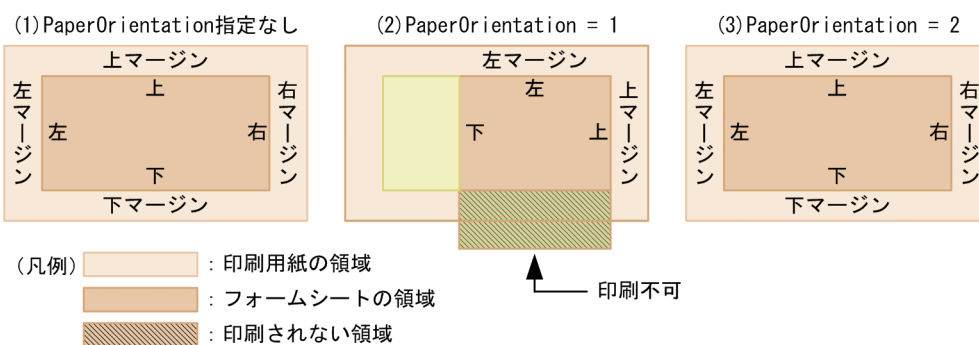 (1)PaperOrientation指定なし
上マージン
左マージン
上
左
右
下
右マージン
下マージン
(2)PaperOrientation = 1
左マージン
左
下
上
上マージン
印刷不可
(3)PaperOrientation = 2
上マージン
左マージン
上
左
右
下
右マージン
下マージン
(凡例)
：印刷用紙の領域
：フォームシートの領域
：印刷されない領域